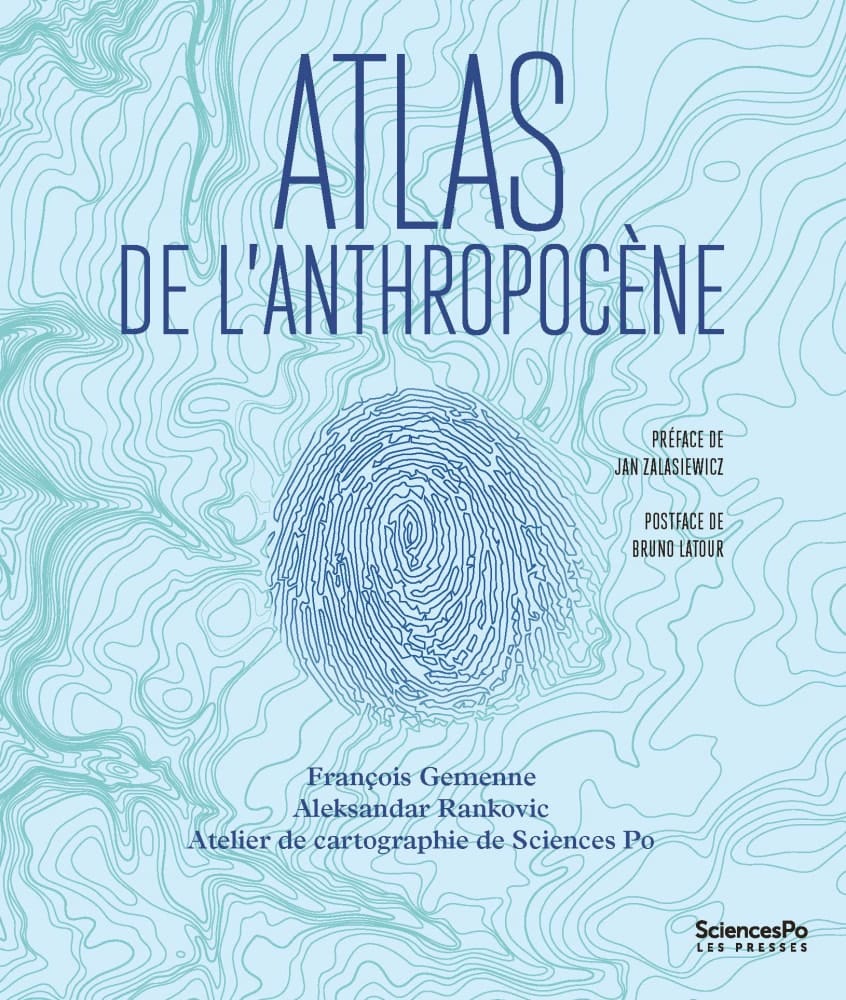 ATLAS
DE L'ANTHROPOCÈNE
PRÉFACE DE
JAN ZALASIEWICZ
POSTFACE DE
BRUNO LATOUR
François Gemenne
Aleksandar Rankovic
Atelier de cartographie de Sciences Po
SciencesPo
LES PRESSES